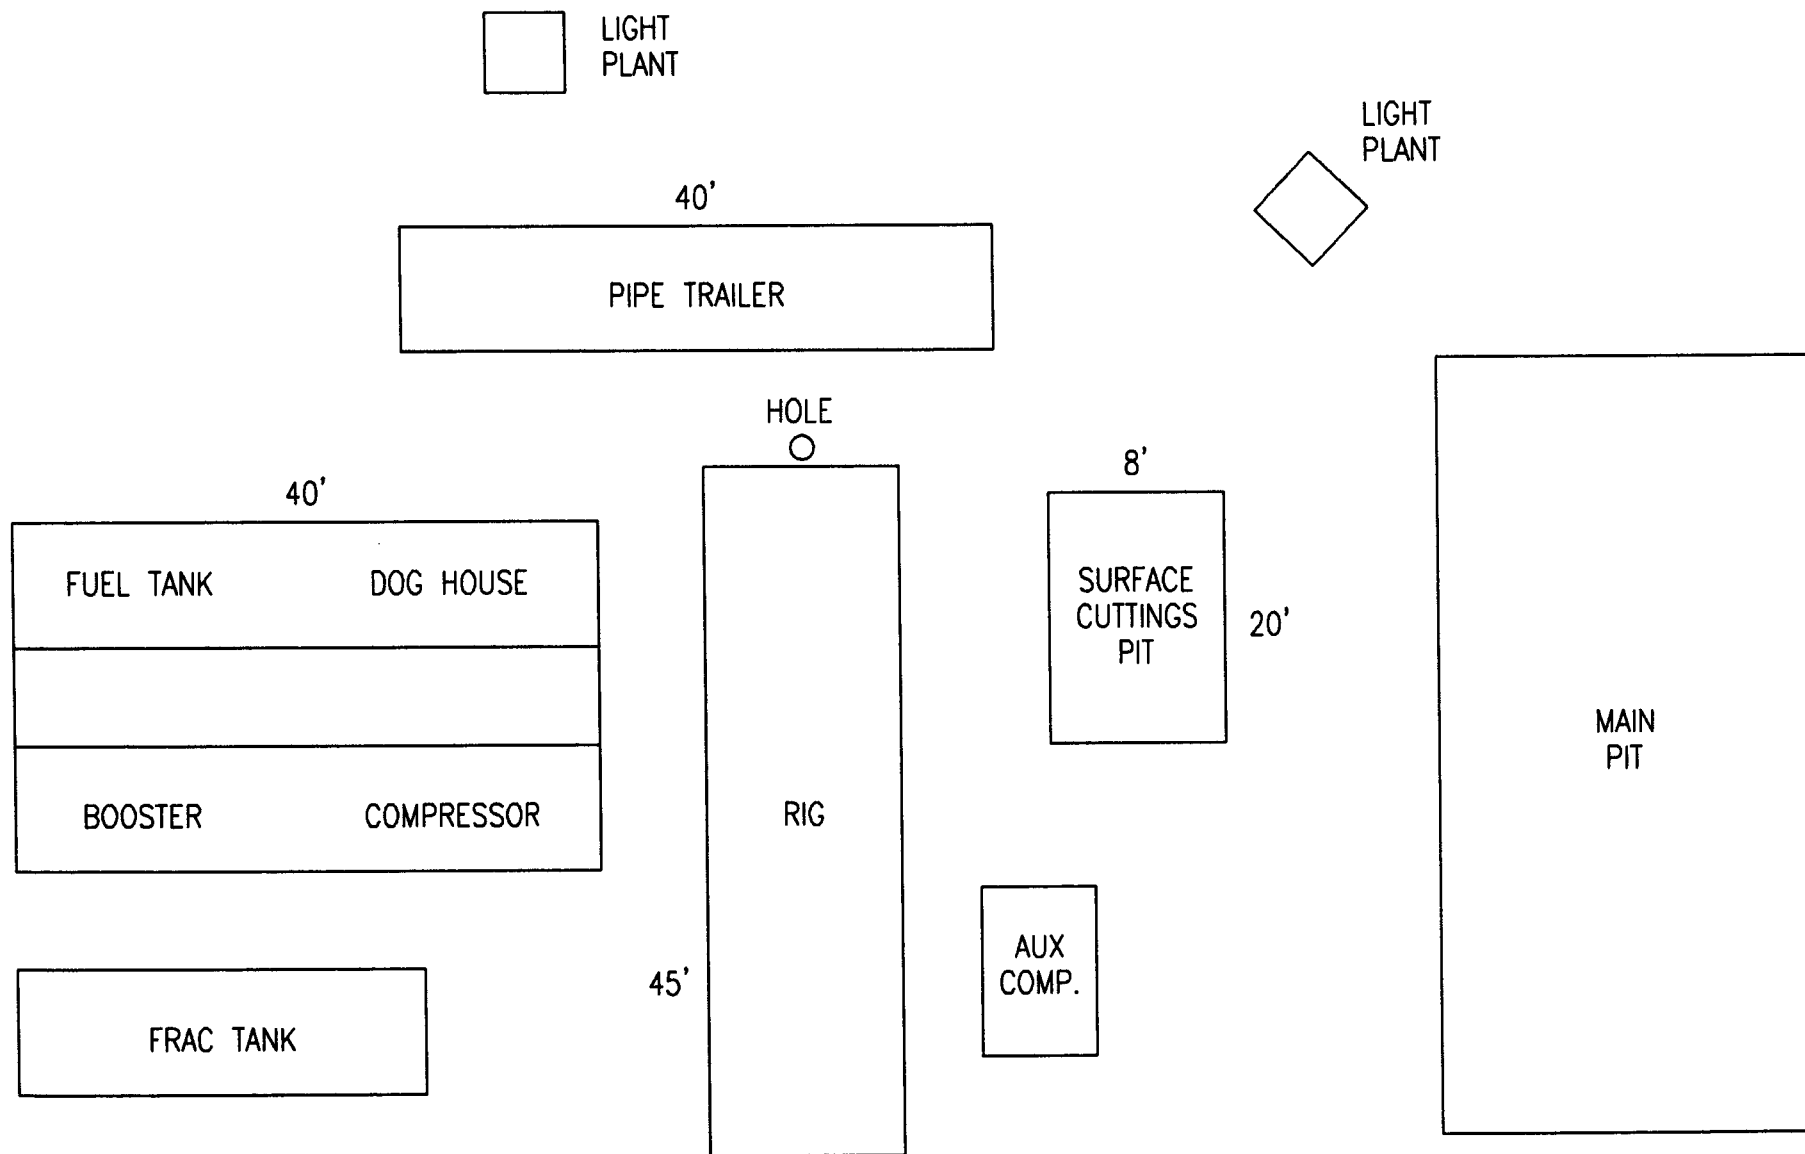 LIGHT
PLANT
LIGHT
PLANT
40'
PIPE TRAILER
HOLE
8'
40'
FUEL TANK
DOG HOUSE
SURFACE
CUTTINGS
PIT
20'
MAIN
PIT
BOOSTER
COMPRESSOR
RIG
AUX
COMP.
45'
FRAC TANK